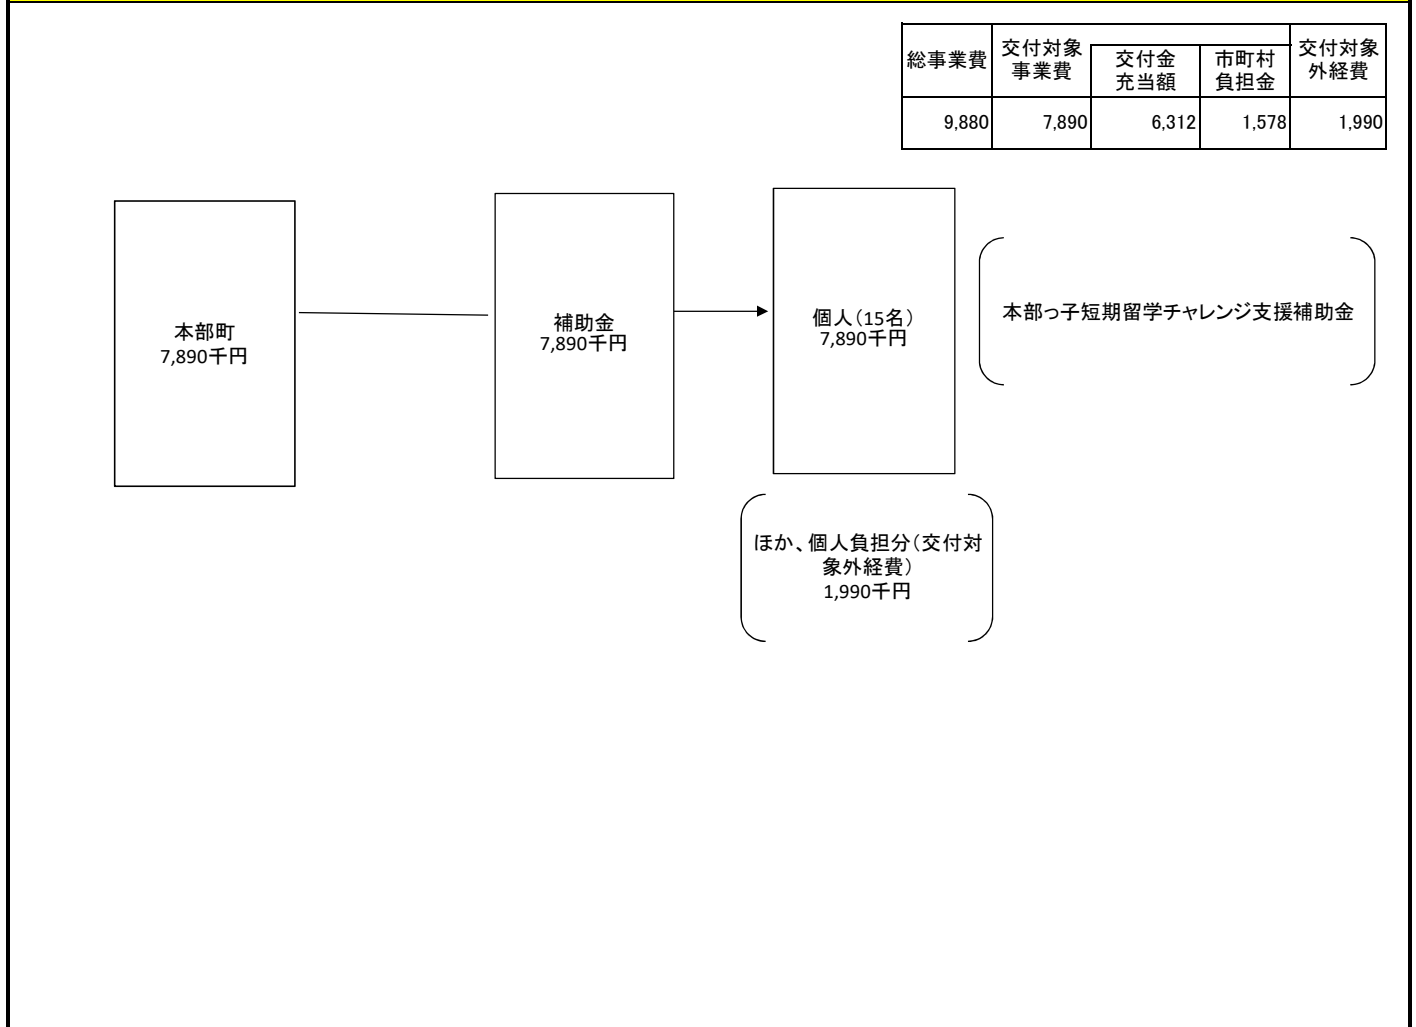 総事業費
交付対象
事業費
交付金
充当額
市町村
負担金
交付対象
外経費
9,880
7,890
6,312
1,578
1,990
本部町
7,890千円
補助金
7,890千円
個人(15名)
7,890千円
本部っ子短期留学チャレンジ支援補助金
ほか、個人負担分(交付対
象外経費)
1,990千円